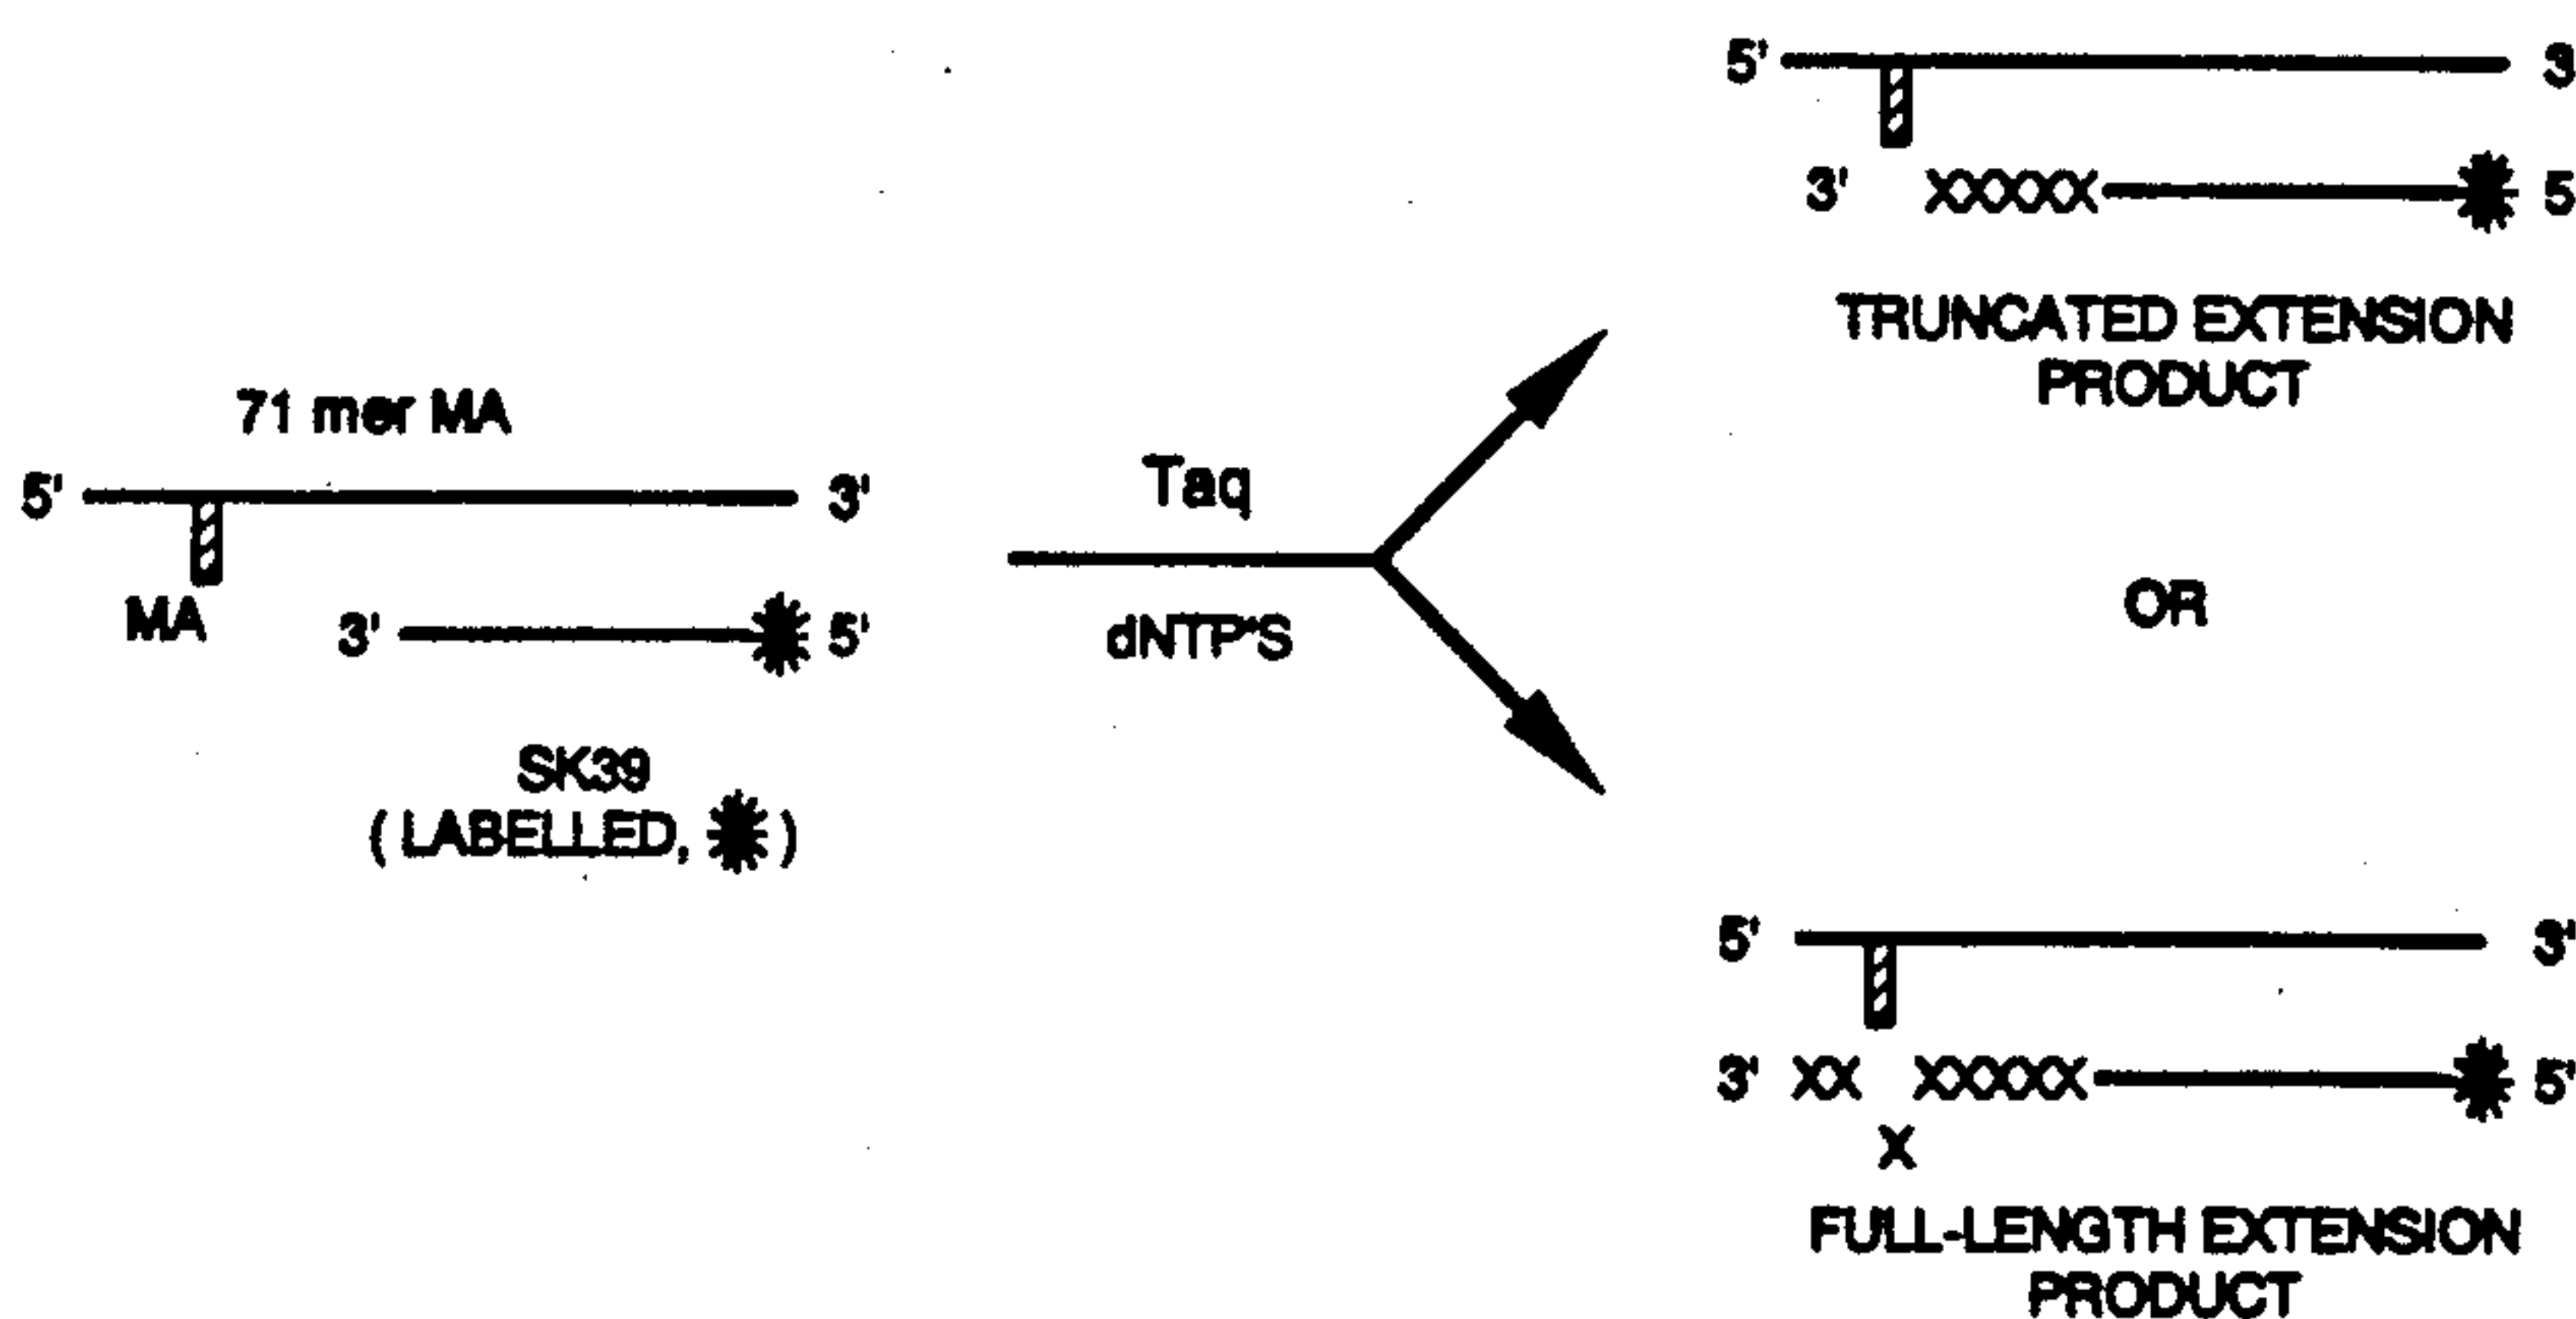 71 mer MA
5' 3'
MA
3' 5'
SK39
( LABELLED, )
Taq
dNTP'S
5' 3
3' XXXXX 5
TRUNCATED EXTENSION
PRODUCT
OR
5' 3'
3' XX XXXXX 5'
X
FULL-LENGTH EXTENSION
PRODUCT